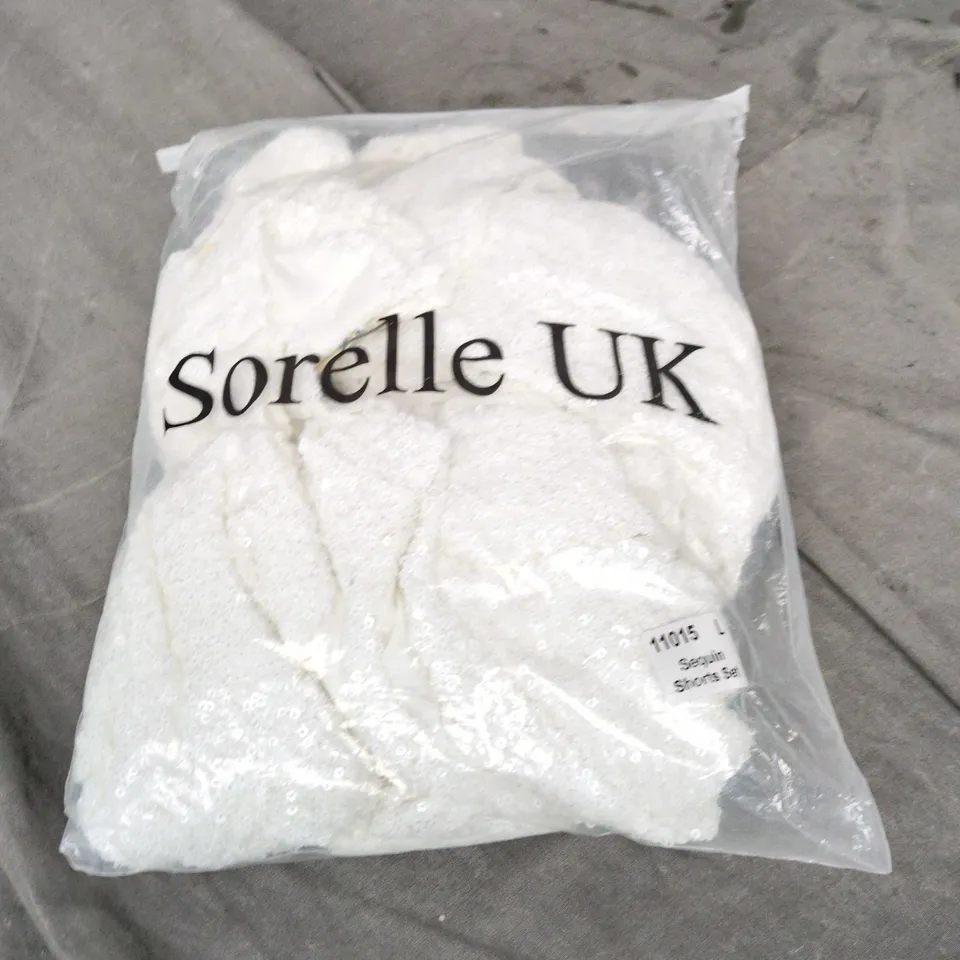 Sorelle UK
11015 L
Sequin
Shorts Set